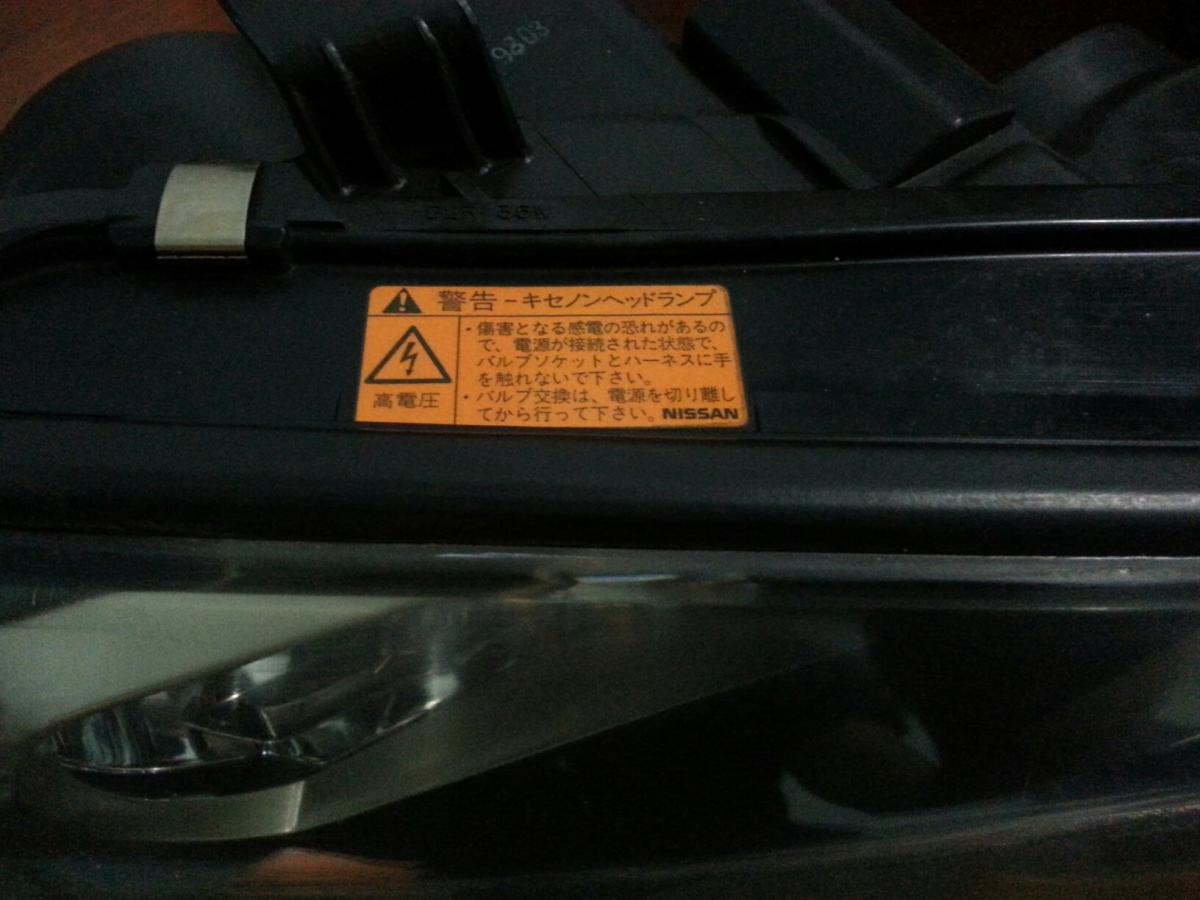 9803
警告-キセノンヘッドランプ
・傷害となる感電の恐れがあるの
で、電源が接続された状態で、
バルブソケットとハーネスに手
を触れないで下さい。
高電圧
・バルブ交換は、電源を切り離し
てから行って下さい。NISSAN